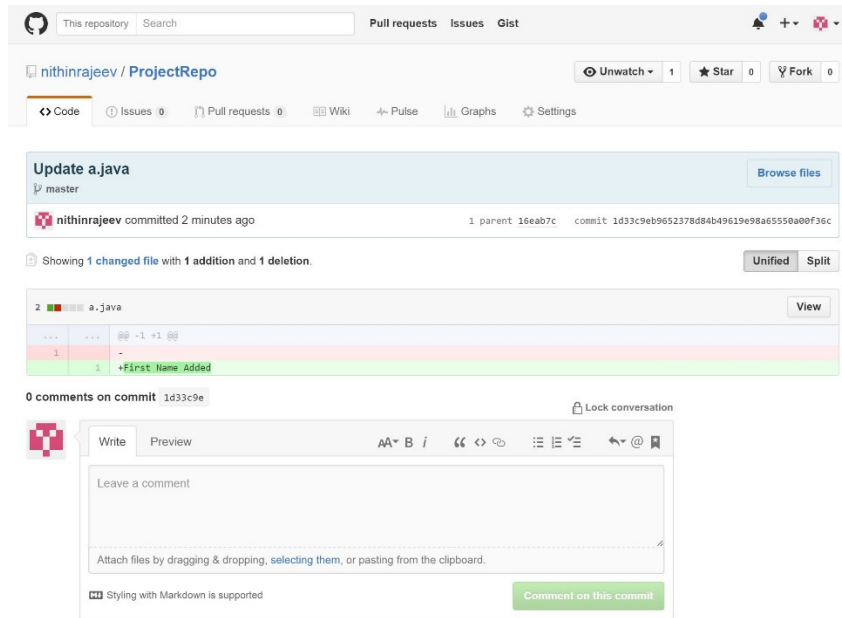 This repository Search Pull requests Issues Gist
nithinrajeev / ProjectRepo Unwatch 1 Star 0 Fork 0
Code Issues 0 Pull requests 0 Wiki Pulse Graphs Settings
Update a.java Browse files
master
nithinrajeev committed 2 minutes ago 1 parent 16eab7c commit 1d33c9eb9652378d84b49619e98a65550a00f36c
Showing 1 changed file with 1 addition and 1 deletion. Unified Split
2 a.java View
... ... @@ -1 +1 @@
1 -
1 +First Name Added
0 comments on commit 1d33c9e
Lock conversation
Write Preview AA B i
Leave a comment
Attach files by dragging & dropping, selecting them, or pasting from the clipboard.
Styling with Markdown is supported Comment on this commit